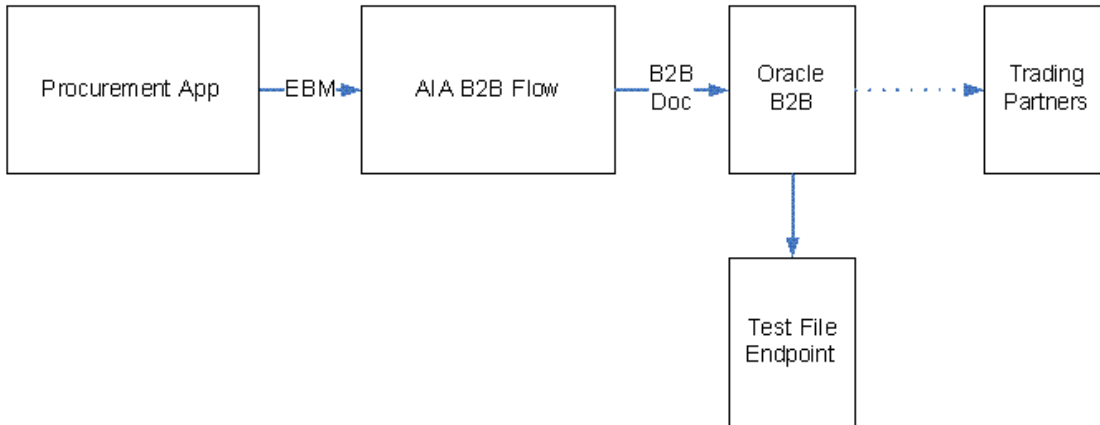 Procurement App
EBM
AIA B2B Flow
B2B
Doc
Oracle
B2B
Trading
Partners
Test File
Endpoint